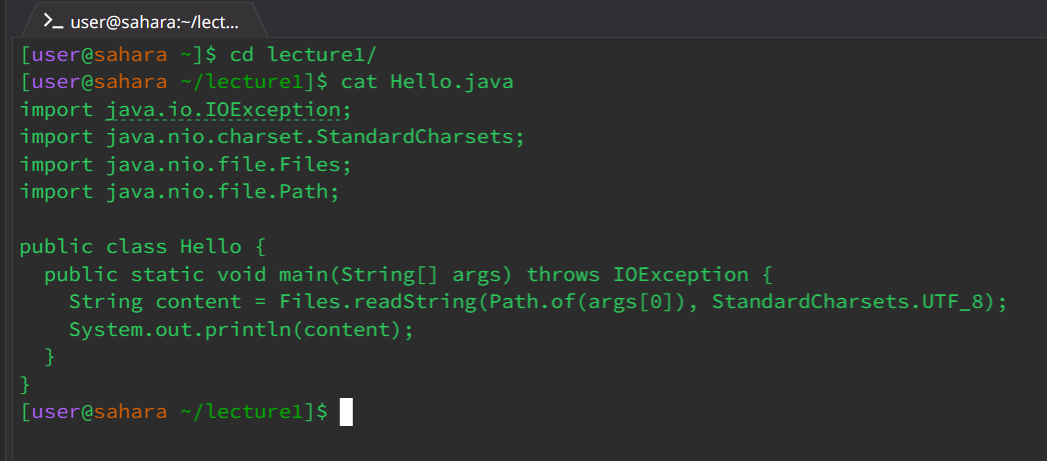 user@sahara:~/lect...
[user@sahara ~]$ cd lecture1/
[user@sahara ~/lecture1]$ cat Hello.java
import java.io.IOException;
import java.nio.charset.StandardCharsets;
import java.nio.file.Files;
import java.nio.file.Path;

public class Hello {
  public static void main(String[] args) throws IOException {
    String content = Files.readString(Path.of(args[0]), StandardCharsets.UTF_8);
    System.out.println(content);
  }
}
[user@sahara ~/lecture1]$